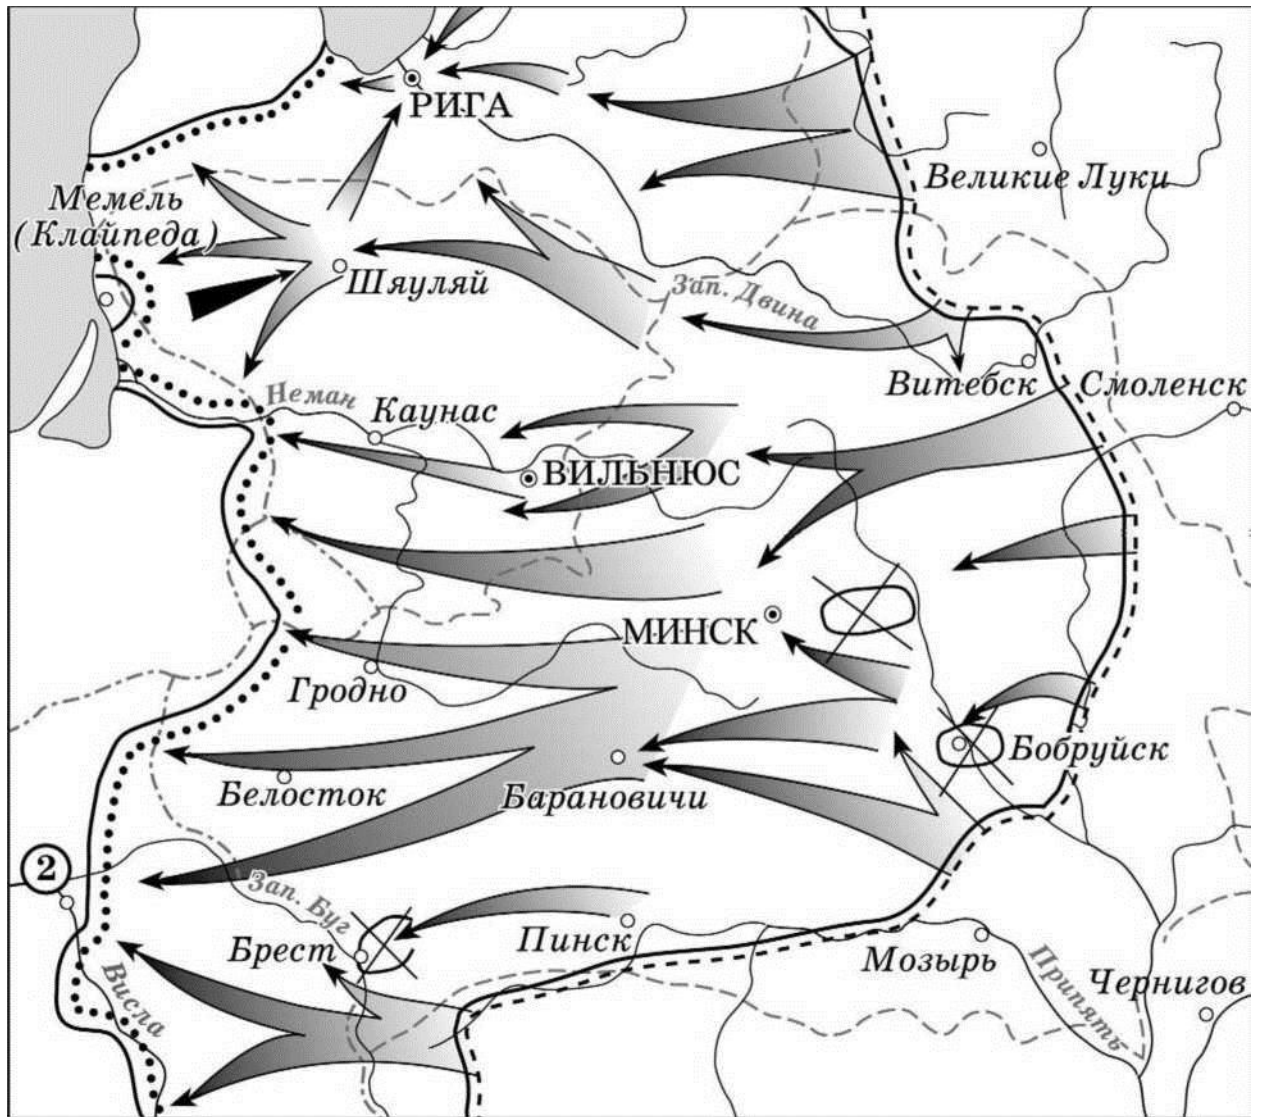 РИГА
Великие Луки
Мемель
(Клайпеда)
Шяуляй
Зап. Двина
Витебск
Смоленск
Неман
Каунас
ВИЛЬНЮС
МИНСК
Гродно
Бобруйск
Белосток
Барановичи
2
Зап. Буг
Брест
Пинск
Мозырь
Висла
Припять
Чернигов